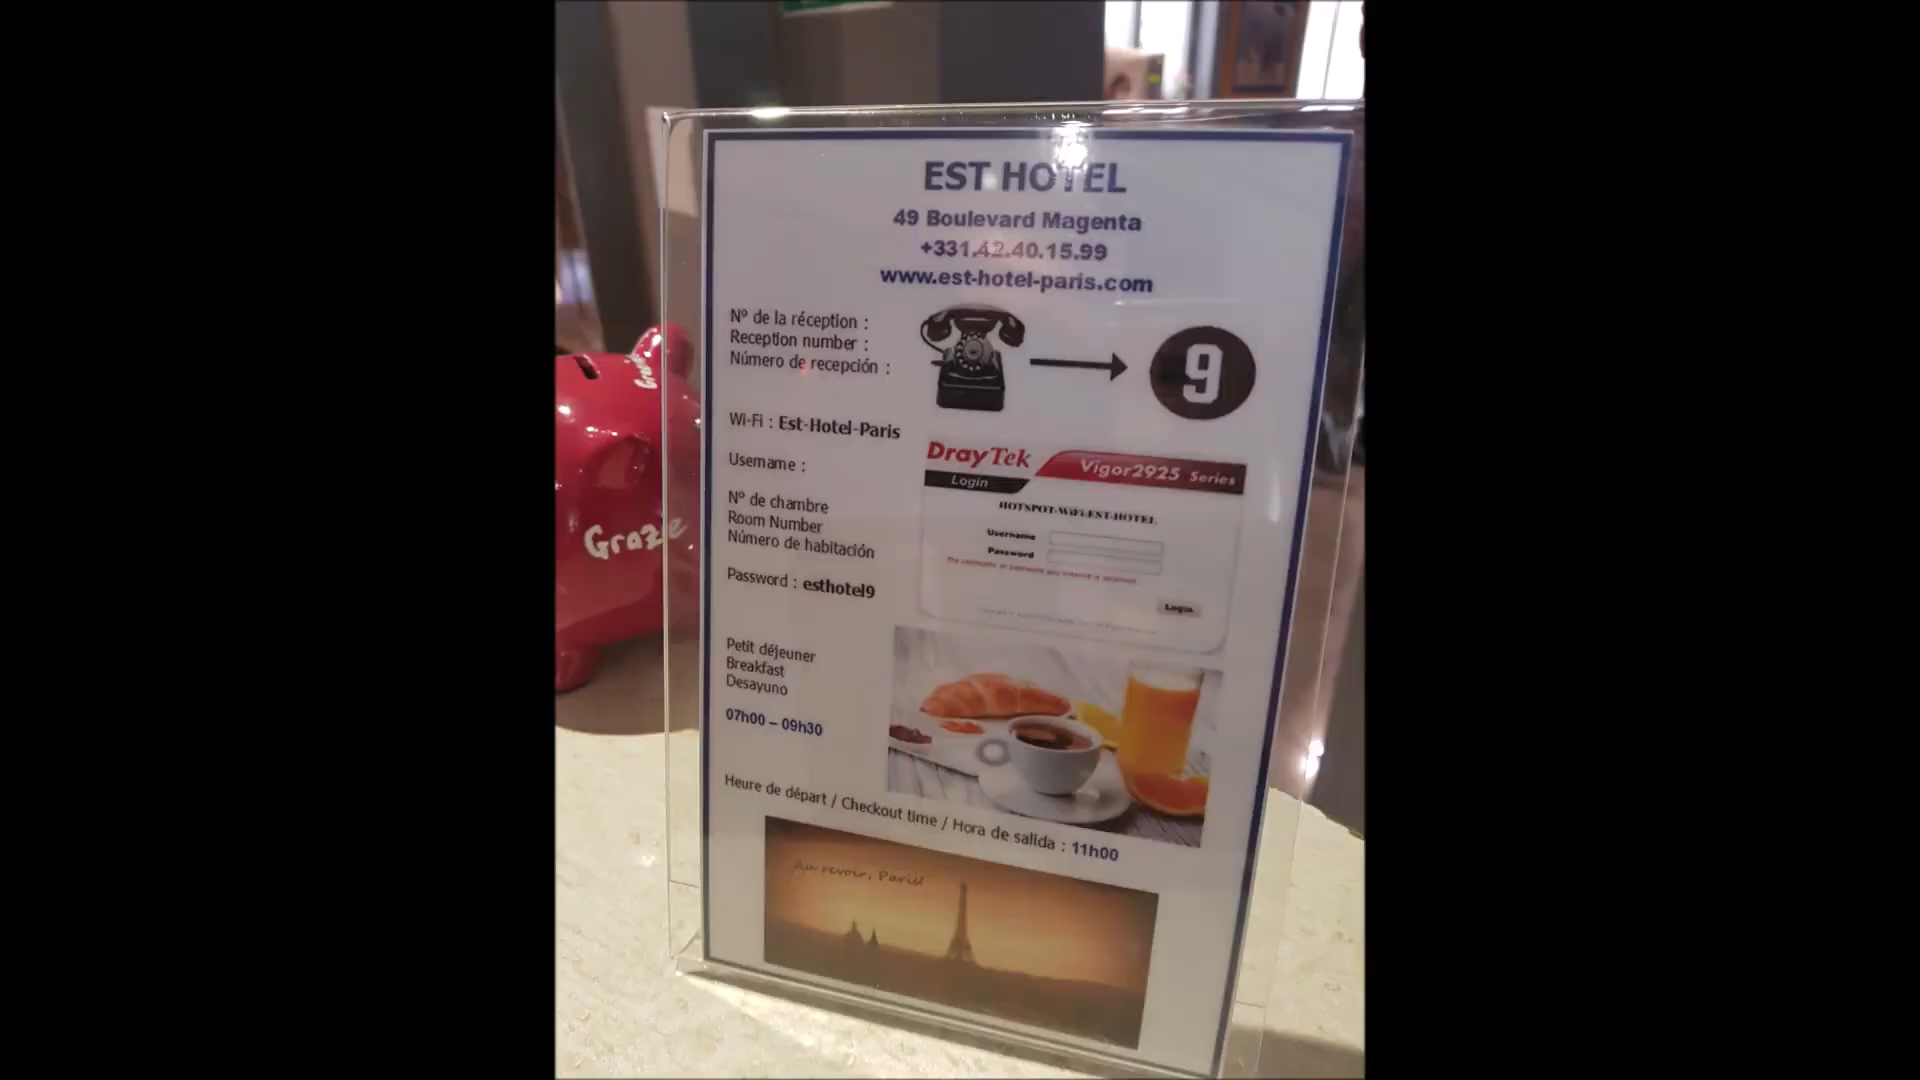 EST HOTEL
49 Boulevard Magenta
+331.42.40.15.99
www.est-hotel-paris.com
N° de la réception :
Reception number :
Número de recepción :
9
Wi-Fi : Est-Hotel-Paris
Username :
N° de chambre
Room Number
Número de habitación
Password : esthotel9
DrayTek
Vigor2925 Series
Login
HOTSPOT-WiFi-EST-HOTEL
Username
Password
Login
Petit déjeuner
Breakfast
Desayuno
07h00 – 09h30
Heure de départ / Checkout time / Hora de salida : 11h00
Au revoir, Paris!
Grazie